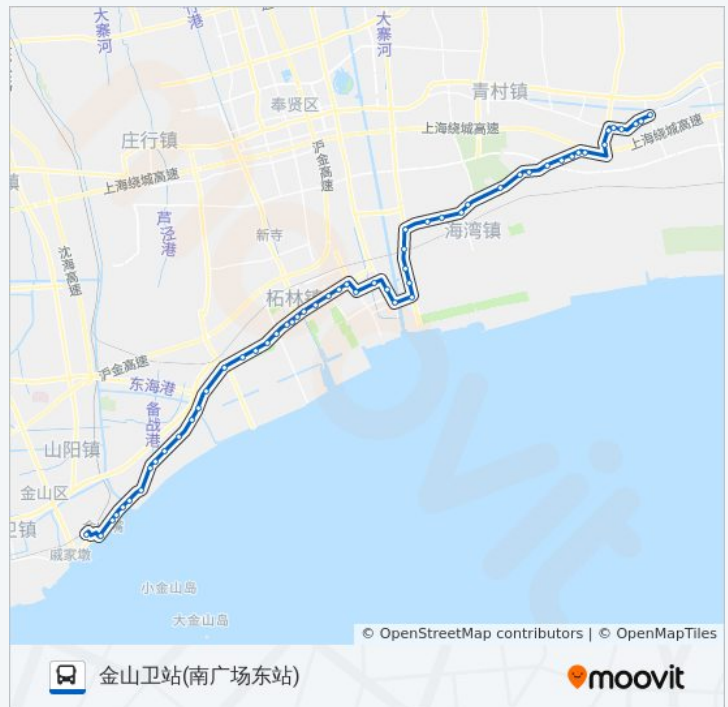 大寨河
大寨河
青村镇
奉贤区
上海绕城高速
上海绕城高速
庄行镇
沪金高速
上海绕城高速
芦泾港
新寺
海湾镇
沈海高速
柘林镇
沪金高速
东海港
备战港
山阳镇
金山区
卫镇
戚家墩
小金山岛
大金山岛
© OpenStreetMap contributors | © OpenMapTiles
金山卫站(南广场东站)
moovit